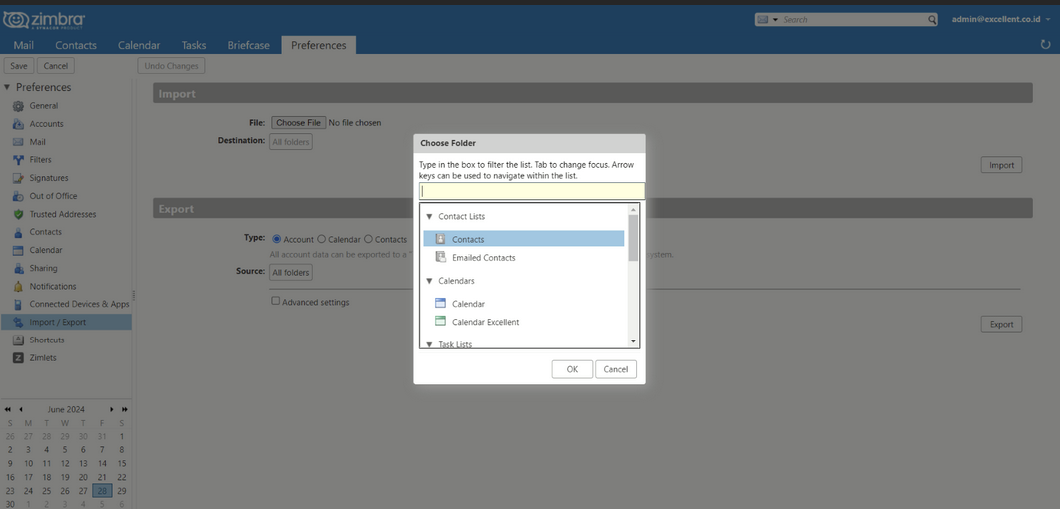 zimbra
A SYNACOR PRODUCT
Search
admin@excellent.co.id
Mail Contacts Calendar Tasks Briefcase Preferences
Save Cancel Undo Changes
Preferences
General
Accounts
Mail
Filters
Signatures
Out of Office
Trusted Addresses
Contacts
Calendar
Sharing
Notifications
Connected Devices & Apps
Import / Export
Shortcuts
Zimlets
June 2024
S M T W T F S
26 27 28 29 30 31 1
2 3 4 5 6 7 8
9 10 11 12 13 14 15
16 17 18 19 20 21 22
23 24 25 26 27 28 29
30 1 2 3 4 5 6
Import
File: Choose File No file chosen
Destination: All folders
Import
Export
Type: Account Calendar Contacts
All account data can be exported to a "
ystem.
Source: All folders
Advanced settings
Export
Choose Folder
Type in the box to filter the list. Tab to change focus. Arrow
keys can be used to navigate within the list.
Contact Lists
Contacts
Emailed Contacts
Calendars
Calendar
Calendar Excellent
Task Lists
OK Cancel